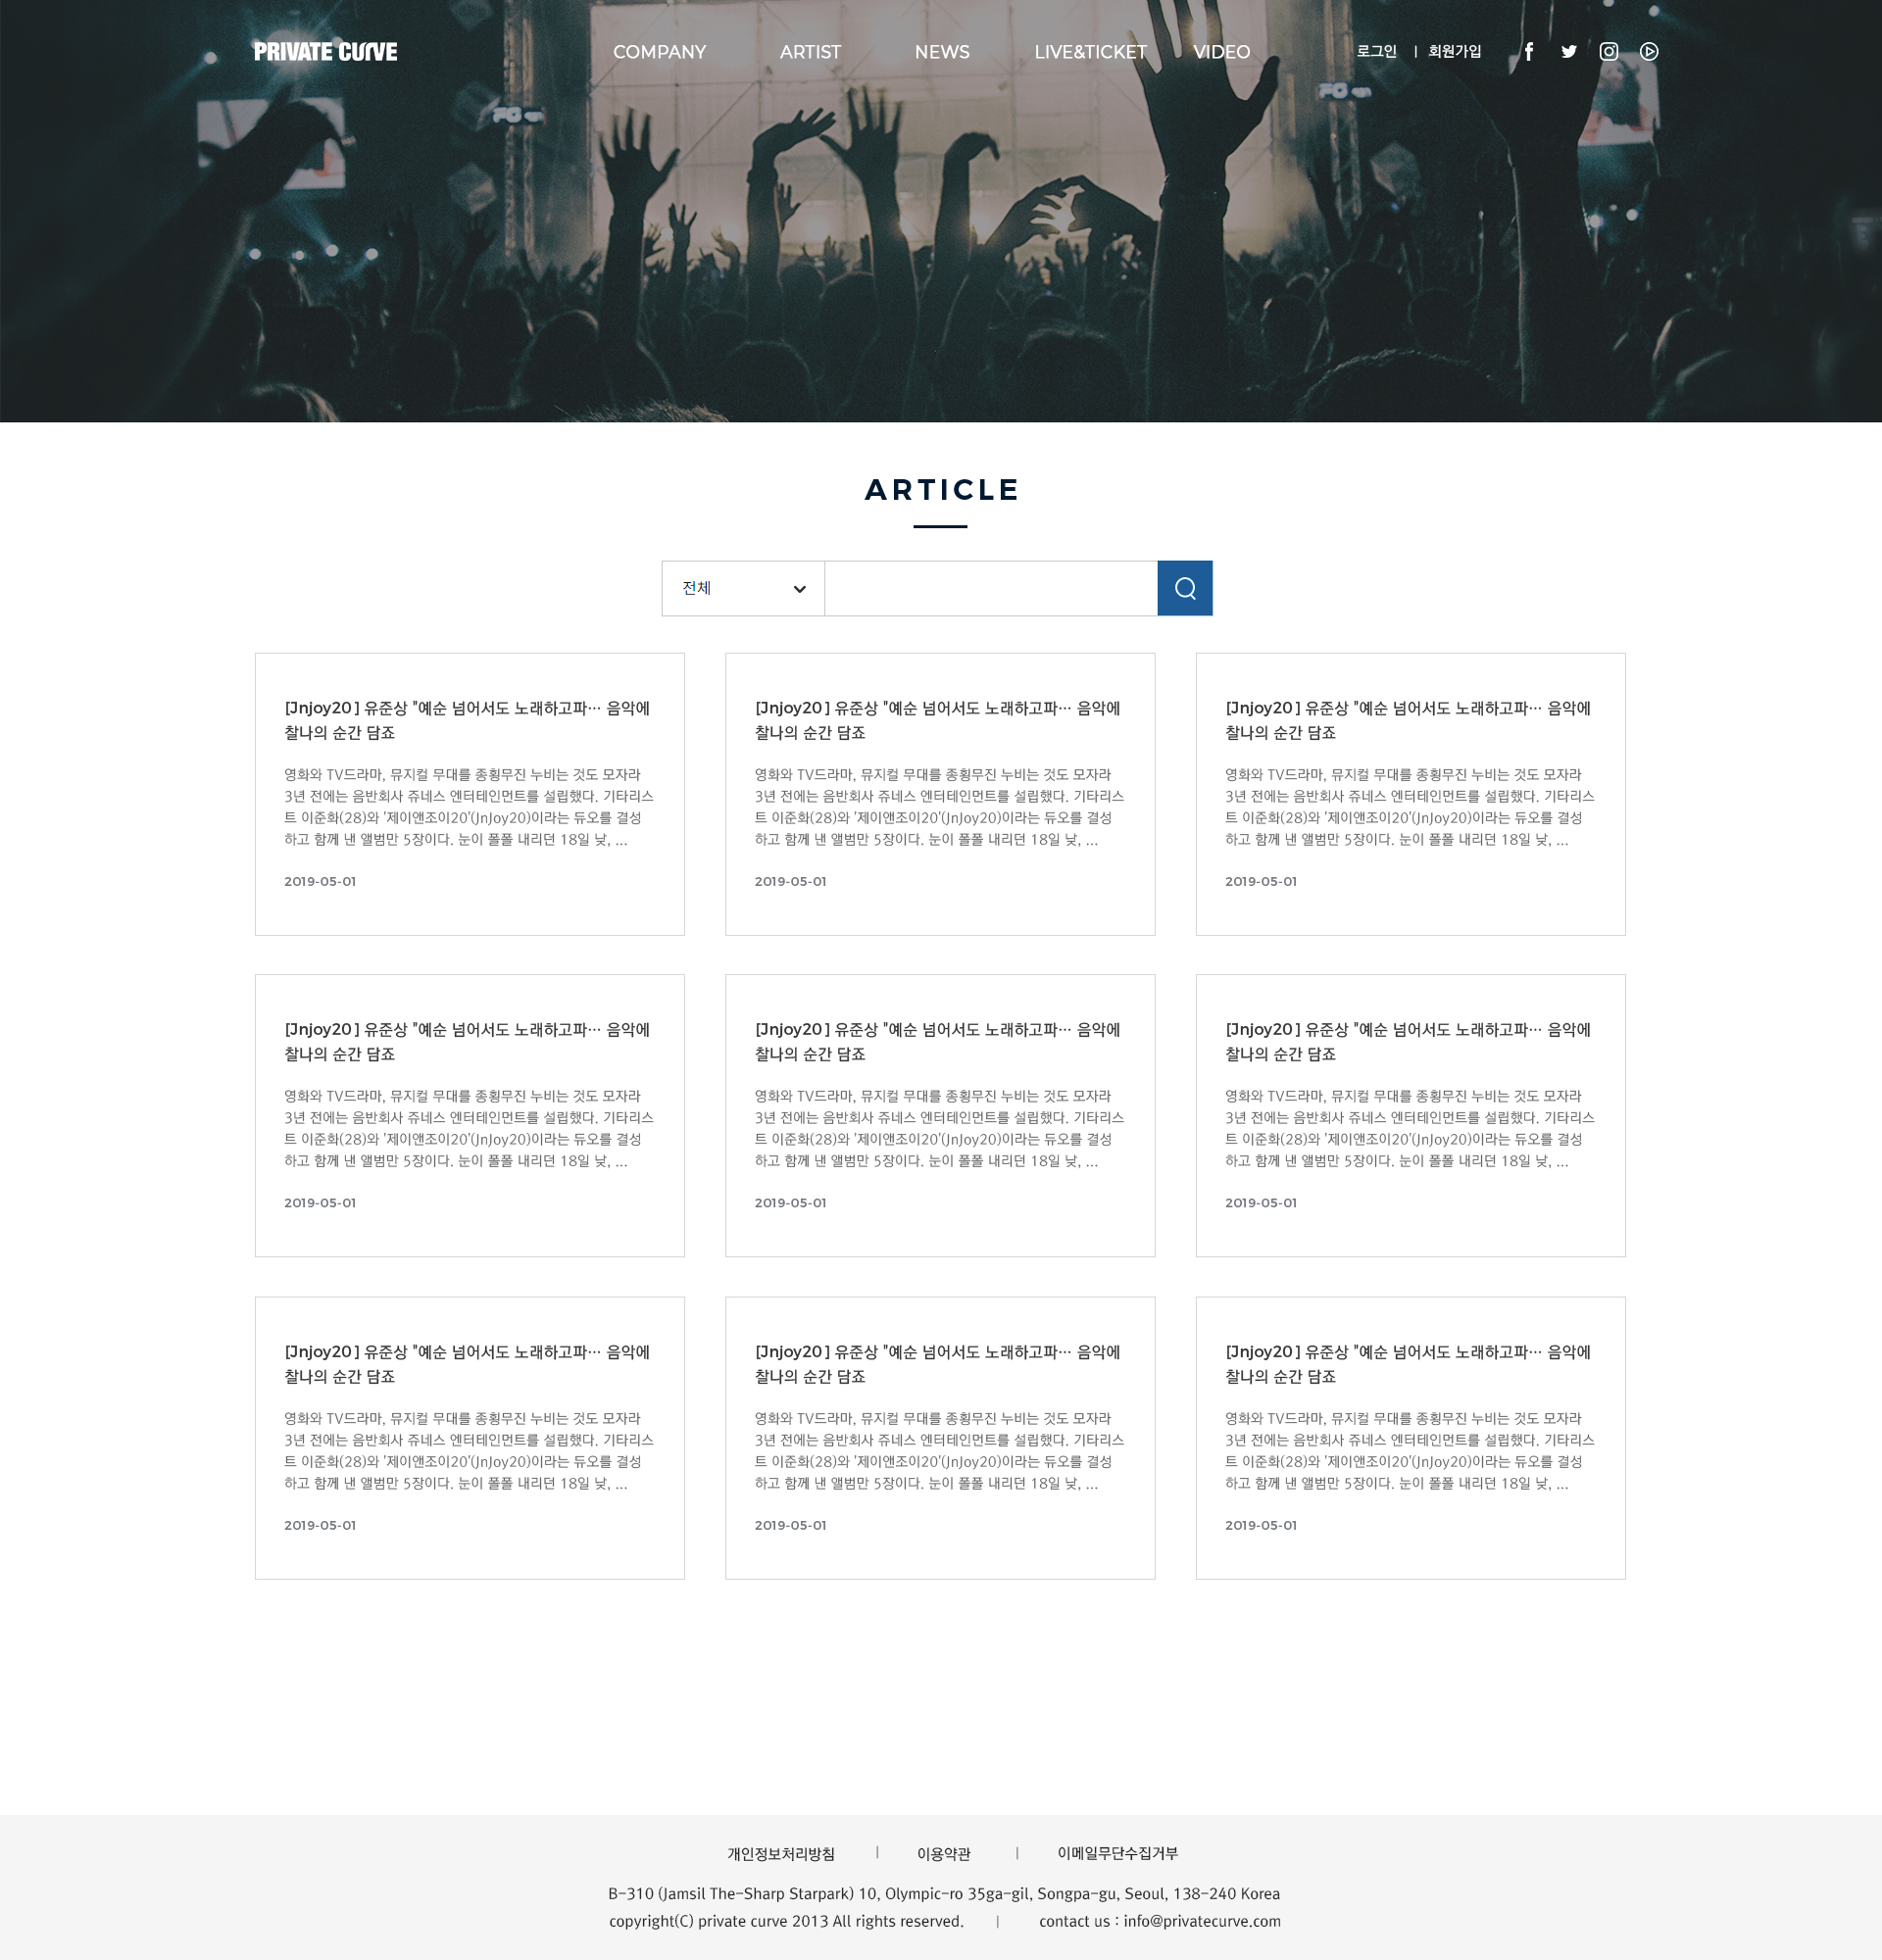 PRIVATE CURVE
COMPANY ARTIST NEWS LIVE&TICKET VIDEO 로그인 | 회원가입
ARTICLE
전체
[Jnjoy20] 유준상 "예순 넘어서도 노래하고파… 음악에
찰나의 순간 담죠
영화와 TV드라마, 뮤지컬 무대를 종횡무진 누비는 것도 모자라
3년 전에는 음반회사 쥬네스 엔터테인먼트를 설립했다. 기타리스
트 이준화(28)와 '제이앤조이20'(JnJoy20)이라는 듀오를 결성
하고 함께 낸 앨범만 5장이다. 눈이 폴폴 내리던 18일 낮, ...
2019-05-01
[Jnjoy20] 유준상 "예순 넘어서도 노래하고파… 음악에
찰나의 순간 담죠
영화와 TV드라마, 뮤지컬 무대를 종횡무진 누비는 것도 모자라
3년 전에는 음반회사 쥬네스 엔터테인먼트를 설립했다. 기타리스
트 이준화(28)와 '제이앤조이20'(JnJoy20)이라는 듀오를 결성
하고 함께 낸 앨범만 5장이다. 눈이 폴폴 내리던 18일 낮, ...
2019-05-01
[Jnjoy20] 유준상 "예순 넘어서도 노래하고파… 음악에
찰나의 순간 담죠
영화와 TV드라마, 뮤지컬 무대를 종횡무진 누비는 것도 모자라
3년 전에는 음반회사 쥬네스 엔터테인먼트를 설립했다. 기타리스
트 이준화(28)와 '제이앤조이20'(JnJoy20)이라는 듀오를 결성
하고 함께 낸 앨범만 5장이다. 눈이 폴폴 내리던 18일 낮, ...
2019-05-01
[Jnjoy20] 유준상 "예순 넘어서도 노래하고파… 음악에
찰나의 순간 담죠
영화와 TV드라마, 뮤지컬 무대를 종횡무진 누비는 것도 모자라
3년 전에는 음반회사 쥬네스 엔터테인먼트를 설립했다. 기타리스
트 이준화(28)와 '제이앤조이20'(JnJoy20)이라는 듀오를 결성
하고 함께 낸 앨범만 5장이다. 눈이 폴폴 내리던 18일 낮, ...
2019-05-01
[Jnjoy20] 유준상 "예순 넘어서도 노래하고파… 음악에
찰나의 순간 담죠
영화와 TV드라마, 뮤지컬 무대를 종횡무진 누비는 것도 모자라
3년 전에는 음반회사 쥬네스 엔터테인먼트를 설립했다. 기타리스
트 이준화(28)와 '제이앤조이20'(JnJoy20)이라는 듀오를 결성
하고 함께 낸 앨범만 5장이다. 눈이 폴폴 내리던 18일 낮, ...
2019-05-01
[Jnjoy20] 유준상 "예순 넘어서도 노래하고파… 음악에
찰나의 순간 담죠
영화와 TV드라마, 뮤지컬 무대를 종횡무진 누비는 것도 모자라
3년 전에는 음반회사 쥬네스 엔터테인먼트를 설립했다. 기타리스
트 이준화(28)와 '제이앤조이20'(JnJoy20)이라는 듀오를 결성
하고 함께 낸 앨범만 5장이다. 눈이 폴폴 내리던 18일 낮, ...
2019-05-01
[Jnjoy20] 유준상 "예순 넘어서도 노래하고파… 음악에
찰나의 순간 담죠
영화와 TV드라마, 뮤지컬 무대를 종횡무진 누비는 것도 모자라
3년 전에는 음반회사 쥬네스 엔터테인먼트를 설립했다. 기타리스
트 이준화(28)와 '제이앤조이20'(JnJoy20)이라는 듀오를 결성
하고 함께 낸 앨범만 5장이다. 눈이 폴폴 내리던 18일 낮, ...
2019-05-01
[Jnjoy20] 유준상 "예순 넘어서도 노래하고파… 음악에
찰나의 순간 담죠
영화와 TV드라마, 뮤지컬 무대를 종횡무진 누비는 것도 모자라
3년 전에는 음반회사 쥬네스 엔터테인먼트를 설립했다. 기타리스
트 이준화(28)와 '제이앤조이20'(JnJoy20)이라는 듀오를 결성
하고 함께 낸 앨범만 5장이다. 눈이 폴폴 내리던 18일 낮, ...
2019-05-01
[Jnjoy20] 유준상 "예순 넘어서도 노래하고파… 음악에
찰나의 순간 담죠
영화와 TV드라마, 뮤지컬 무대를 종횡무진 누비는 것도 모자라
3년 전에는 음반회사 쥬네스 엔터테인먼트를 설립했다. 기타리스
트 이준화(28)와 '제이앤조이20'(JnJoy20)이라는 듀오를 결성
하고 함께 낸 앨범만 5장이다. 눈이 폴폴 내리던 18일 낮, ...
2019-05-01
개인정보처리방침 | 이용약관 | 이메일무단수집거부
B-310 (Jamsil The-Sharp Starpark) 10, Olympic-ro 35ga-gil, Songpa-gu, Seoul, 138-240 Korea
copyright(C) private curve 2013 All rights reserved. | contact us : info@privatecurve.com